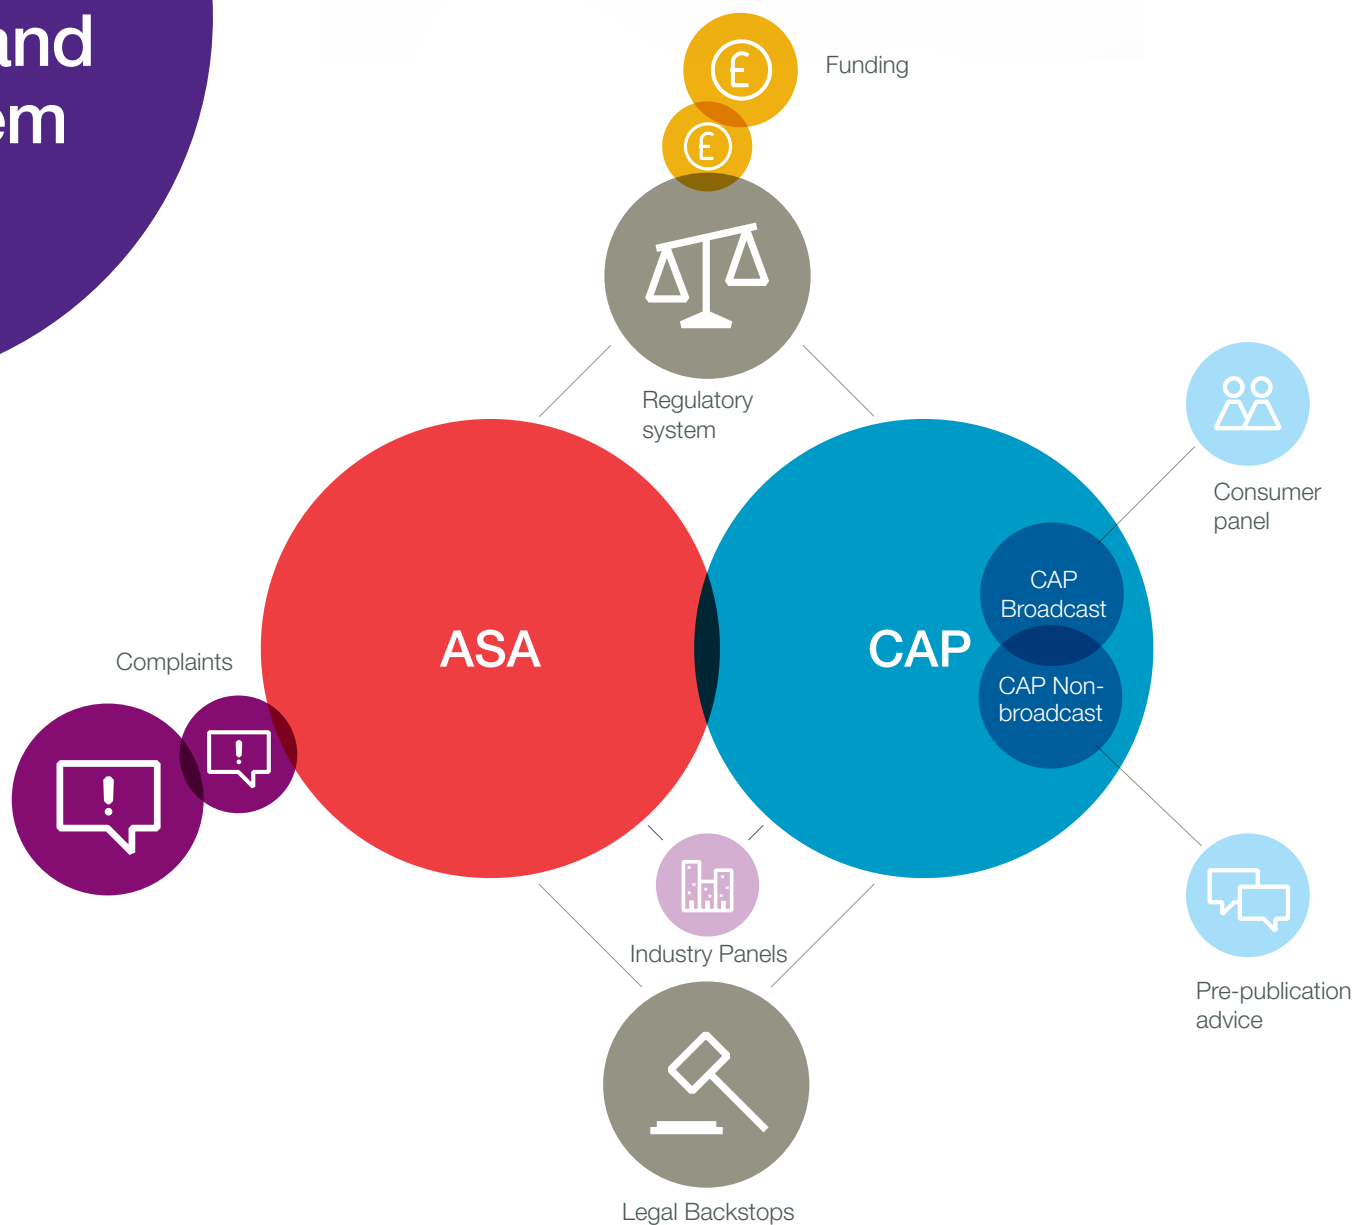 and
em
£
Funding
£
Regulatory
system
Consumer
panel
CAP
Broadcast
ASA
CAP
Complaints
CAP Non-
broadcast
!
!
Industry Panels
Pre-publication
advice
Legal Backstops